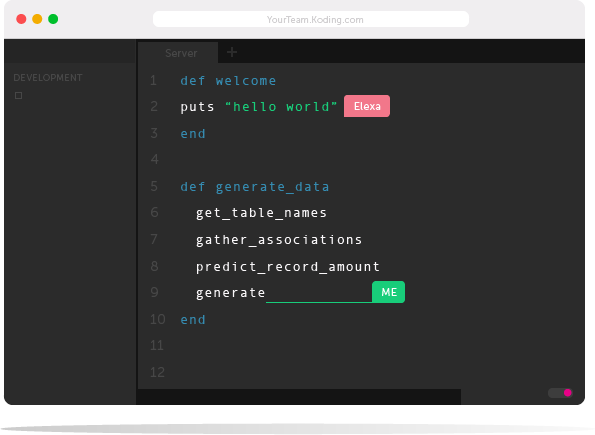 YourTeam.Koding.com
Server +
DEVELOPMENT
1 def welcome
2 puts “hello world” Elexa
3 end
4
5 def generate_data
6 get_table_names
7 gather_associations
8 predict_record_amount
9 generate ME
10 end
11
12